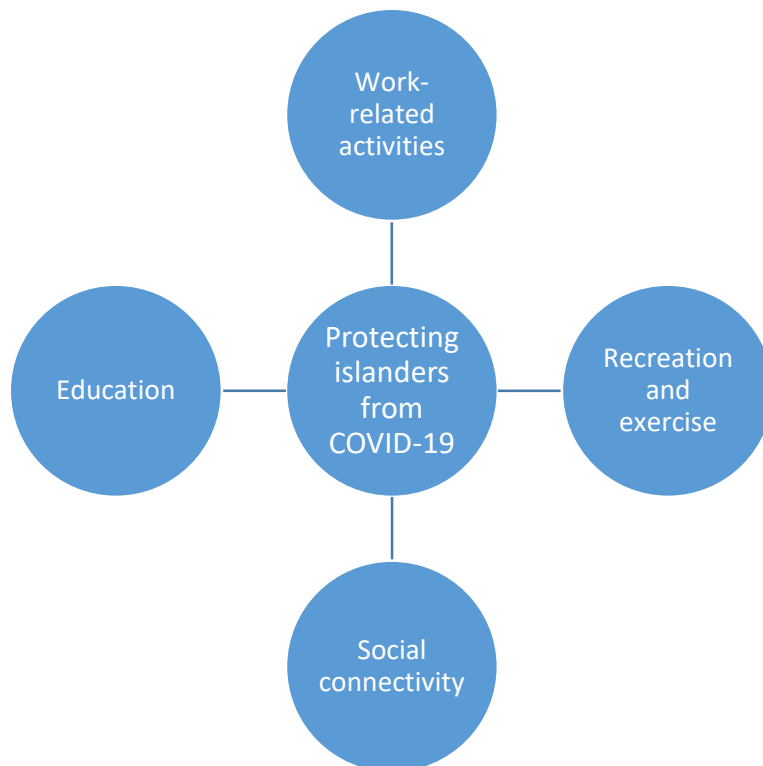 Work-
related
activities
Education
Protecting
islanders
from
COVID-19
Recreation
and
exercise
Social
connectivity